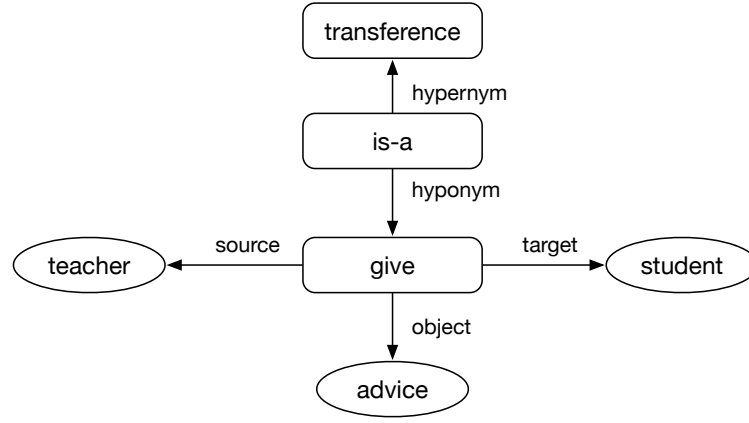 transference
hypernym
is-a
hyponym
teacher
source
give
target
student
object
advice